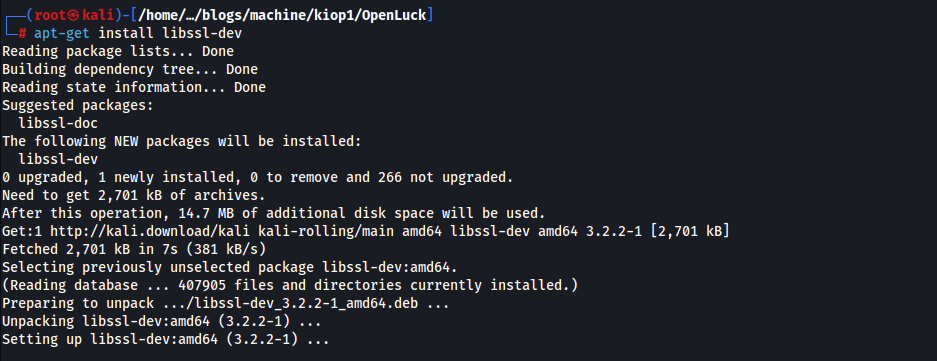 ┌──(root㉿kali)-[/home/…/blogs/machine/kiop1/OpenLuck]
└─# apt-get install libssl-dev
Reading package lists... Done
Building dependency tree... Done
Reading state information... Done
Suggested packages:
  libssl-doc
The following NEW packages will be installed:
  libssl-dev
0 upgraded, 1 newly installed, 0 to remove and 266 not upgraded.
Need to get 2,701 kB of archives.
After this operation, 14.7 MB of additional disk space will be used.
Get:1 http://kali.download/kali kali-rolling/main amd64 libssl-dev amd64 3.2.2-1 [2,701 kB]
Fetched 2,701 kB in 7s (381 kB/s)
Selecting previously unselected package libssl-dev:amd64.
(Reading database ... 407905 files and directories currently installed.)
Preparing to unpack .../libssl-dev_3.2.2-1_amd64.deb ...
Unpacking libssl-dev:amd64 (3.2.2-1) ...
Setting up libssl-dev:amd64 (3.2.2-1) ...